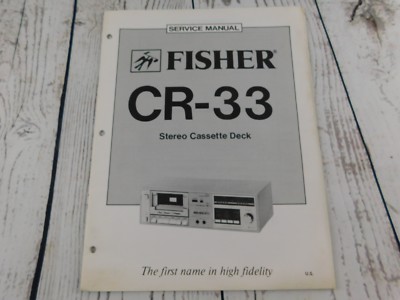 SERVICE MANUAL
FISHER®
CR-33
Stereo Cassette Deck
The first name in high fidelity
U.S.